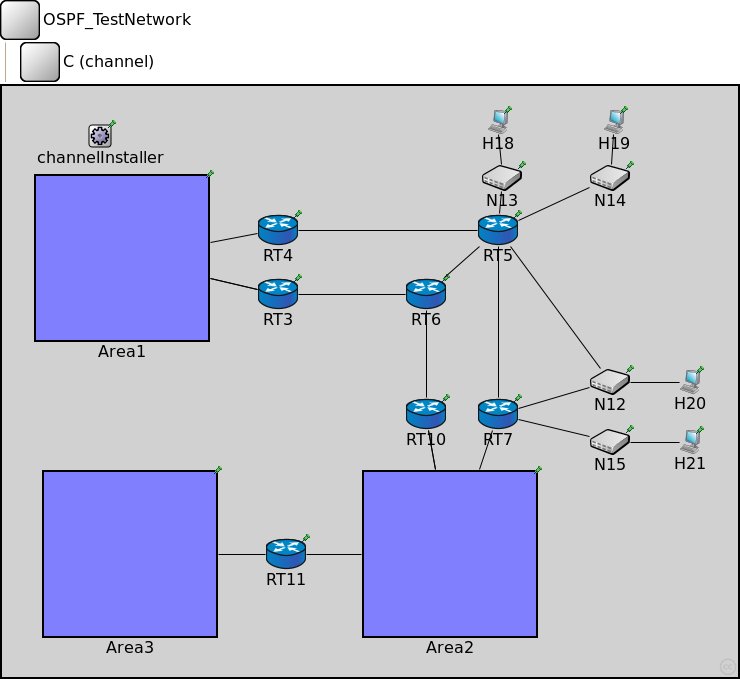 OSPF_TestNetwork
C (channel)
channelInstaller
H18
H19
N13
N14
RT4
RT5
RT3
RT6
Area1
N12
H20
RT10
RT7
N15
H21
RT11
Area3
Area2
cc